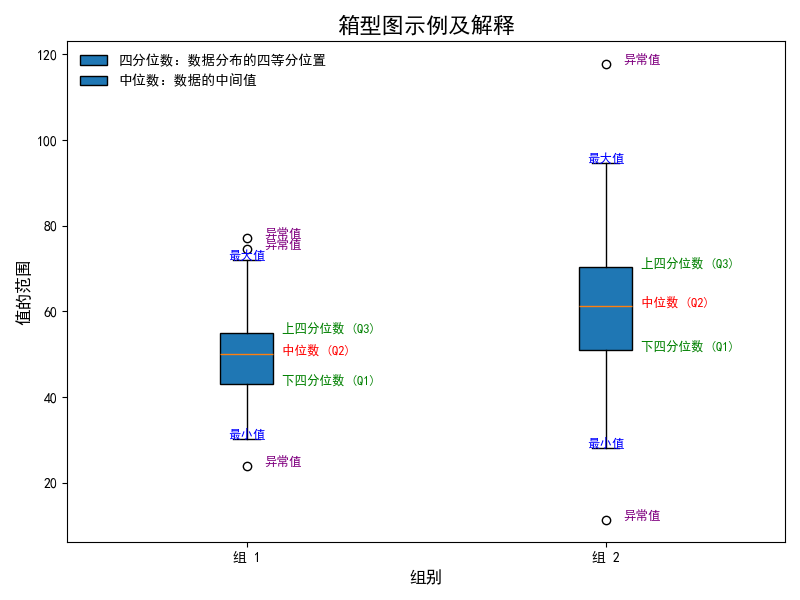 箱型图示例及解释
120
四分位数：数据分布的四等分位置
中位数：数据的中间值
异常值
100
最大值
80
异常值
异常值
最大值
上四分位数 (Q3)
值的范围
60
中位数 (Q2)
上四分位数 (Q3)
中位数 (Q2)
下四分位数 (Q1)
下四分位数 (Q1)
40
最小值
最小值
异常值
20
异常值
组 1
组 2
组别